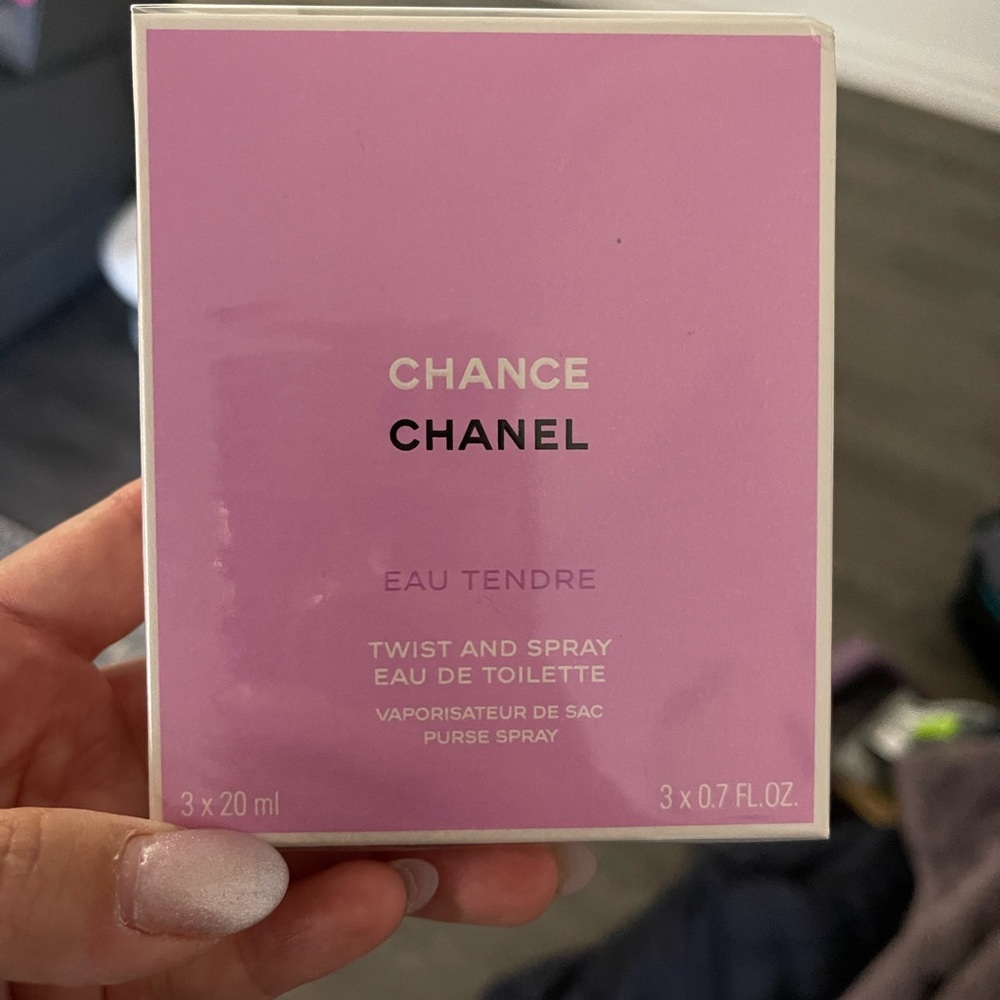 CHANCE
CHANEL
EAU TENDRE
TWIST AND SPRAY
EAU DE TOILETTE
VAPORISATEUR DE SAC
PURSE SPRAY
3 x 20 ml 3 x 0.7 FL.OZ.